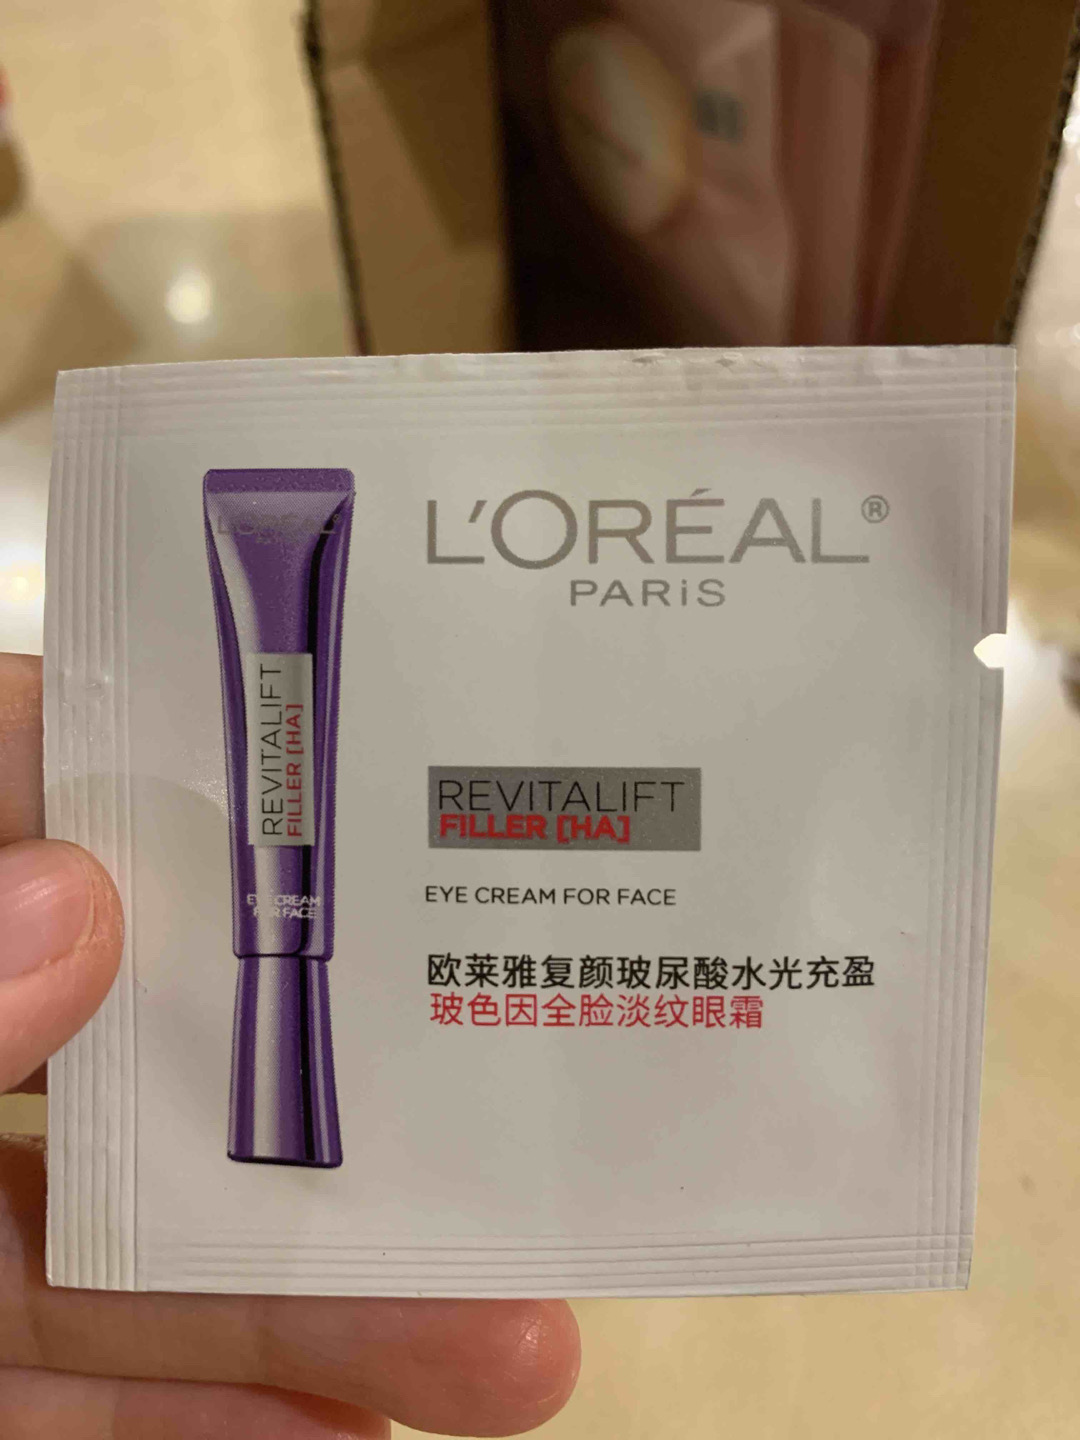 L'ORÉAL®
PARiS
REVITALIFT
FILLER [HA]
EYE CREAM FOR FACE
欧莱雅复颜玻尿酸水光充盈
玻色因全脸淡纹眼霜
L'ORÉAL
REVITALIFT
FILLER [HA]
EYE CREAM
FOR FACE